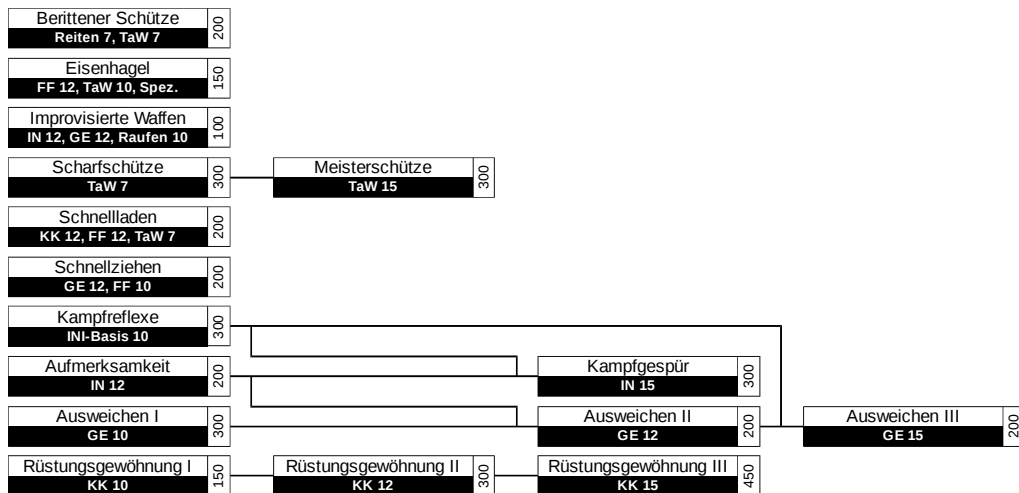 Berittener Schütze
Reiten 7, TaW 7
200
Eisenhagel
FF 12, TaW 10, Spez.
150
Improvisierte Waffen
IN 12, GE 12, Raufen 10
100
Scharfschütze
TaW 7
300
Meisterschütze
TaW 15
300
Schnellladen
KK 12, FF 12, TaW 7
200
Schnellziehen
GE 12, FF 10
200
Kampfreflexe
INI-Basis 10
300
Aufmerksamkeit
IN 12
200
Kampfgespür
IN 15
300
Ausweichen I
GE 10
300
Ausweichen II
GE 12
200
Ausweichen III
GE 15
200
Rüstungsgewöhnung I
KK 10
150
Rüstungsgewöhnung II
KK 12
300
Rüstungsgewöhnung III
KK 15
450